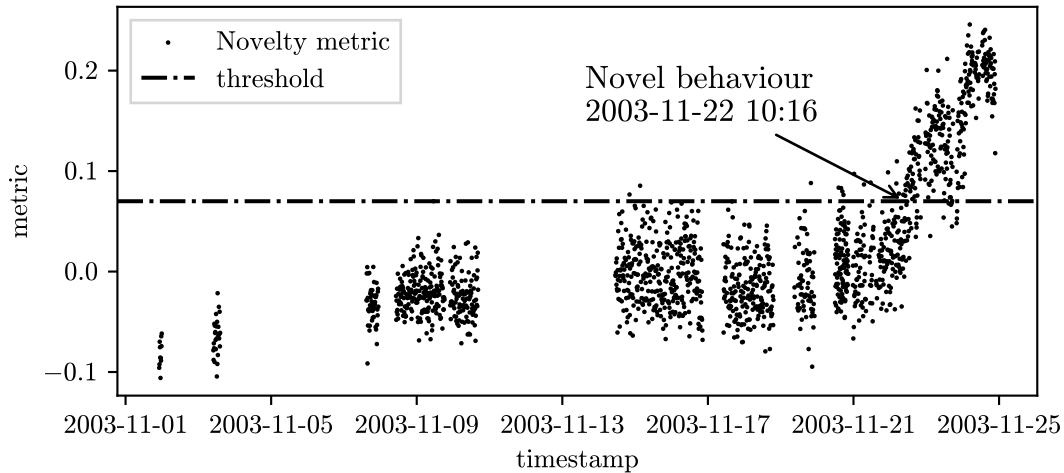 Novelty metric
threshold
Novel behaviour
2003-11-22 10:16
metric
0.2
0.1
0.0
−0.1
2003-11-01 2003-11-05 2003-11-09 2003-11-13 2003-11-17 2003-11-21 2003-11-25
timestamp